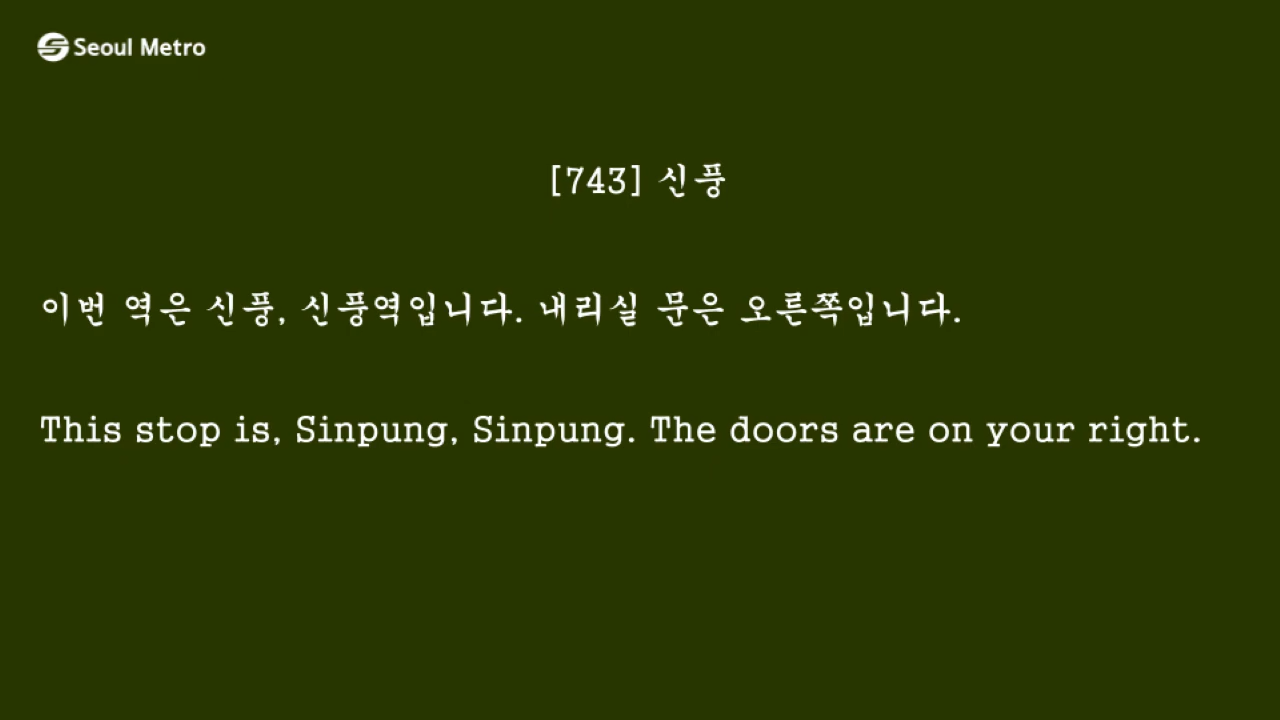 Seoul Metro
[743] 신풍
이번 역은 신풍, 신풍역입니다. 내리실 문은 오른쪽입니다.
This stop is, Sinpung, Sinpung. The doors are on your right.